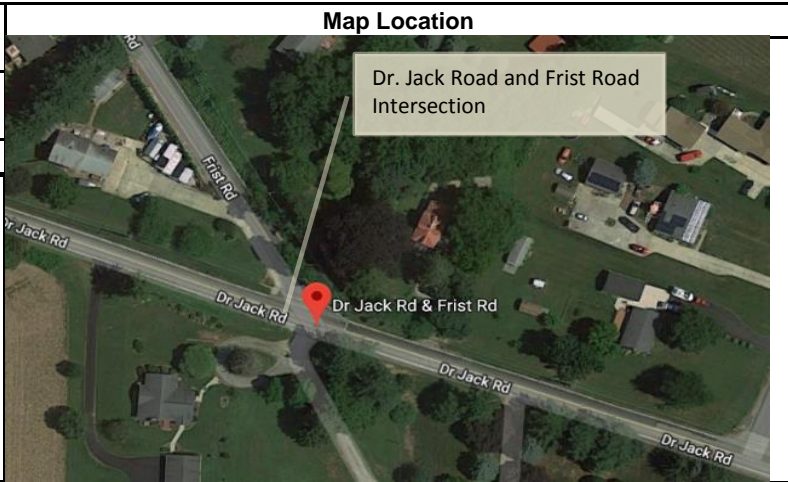 Map Location
Dr. Jack Road and Frist Road
Intersection
Rd
Frist Rd
Dr Jack Rd
Dr Jack Rd
Dr Jack Rd & Frist Rd
Dr Jack Rd
Dr Jack Rd